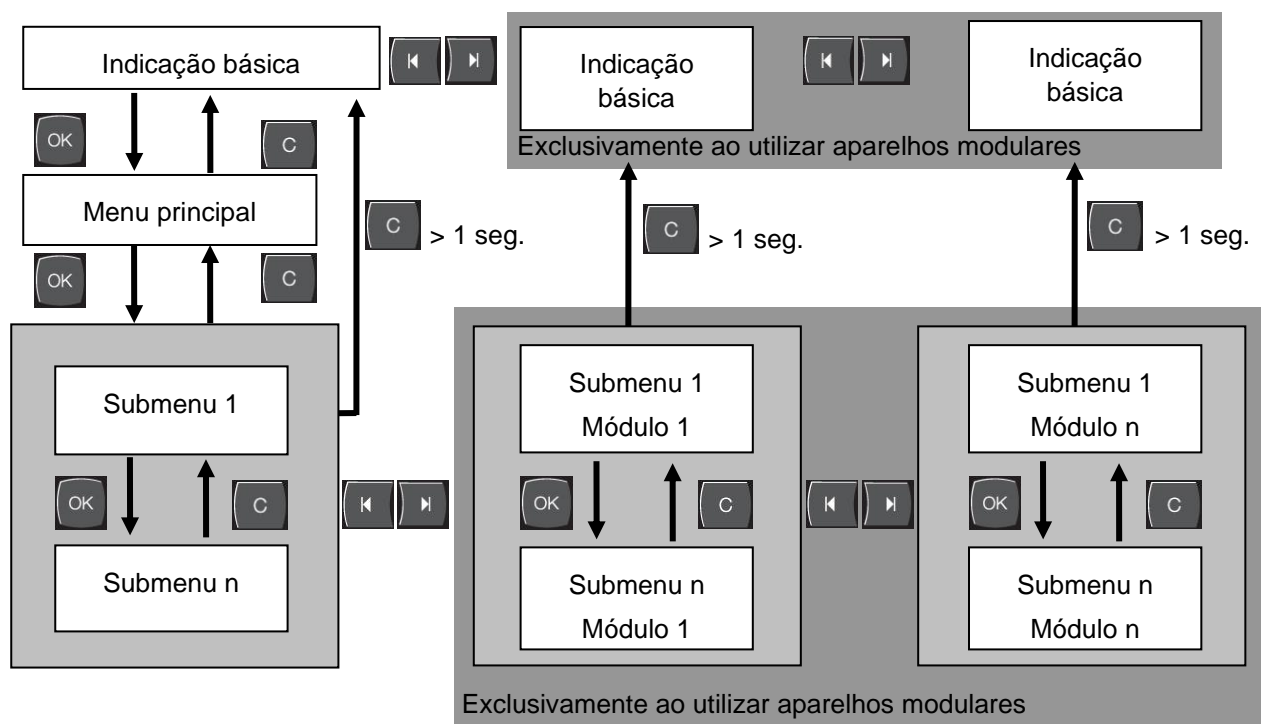 Indicação básica
Indicação
básica
Indicação
básica
Exclusivamente ao utilizar aparelhos modulares
OK
C
Menu principal
C
> 1 seg.
C
> 1 seg.
C
> 1 seg.
OK
C
Submenu 1
Submenu 1
Módulo 1
Submenu 1
Módulo n
OK
C
OK
C
OK
C
Submenu n
Submenu n
Módulo 1
Submenu n
Módulo n
Exclusivamente ao utilizar aparelhos modulares